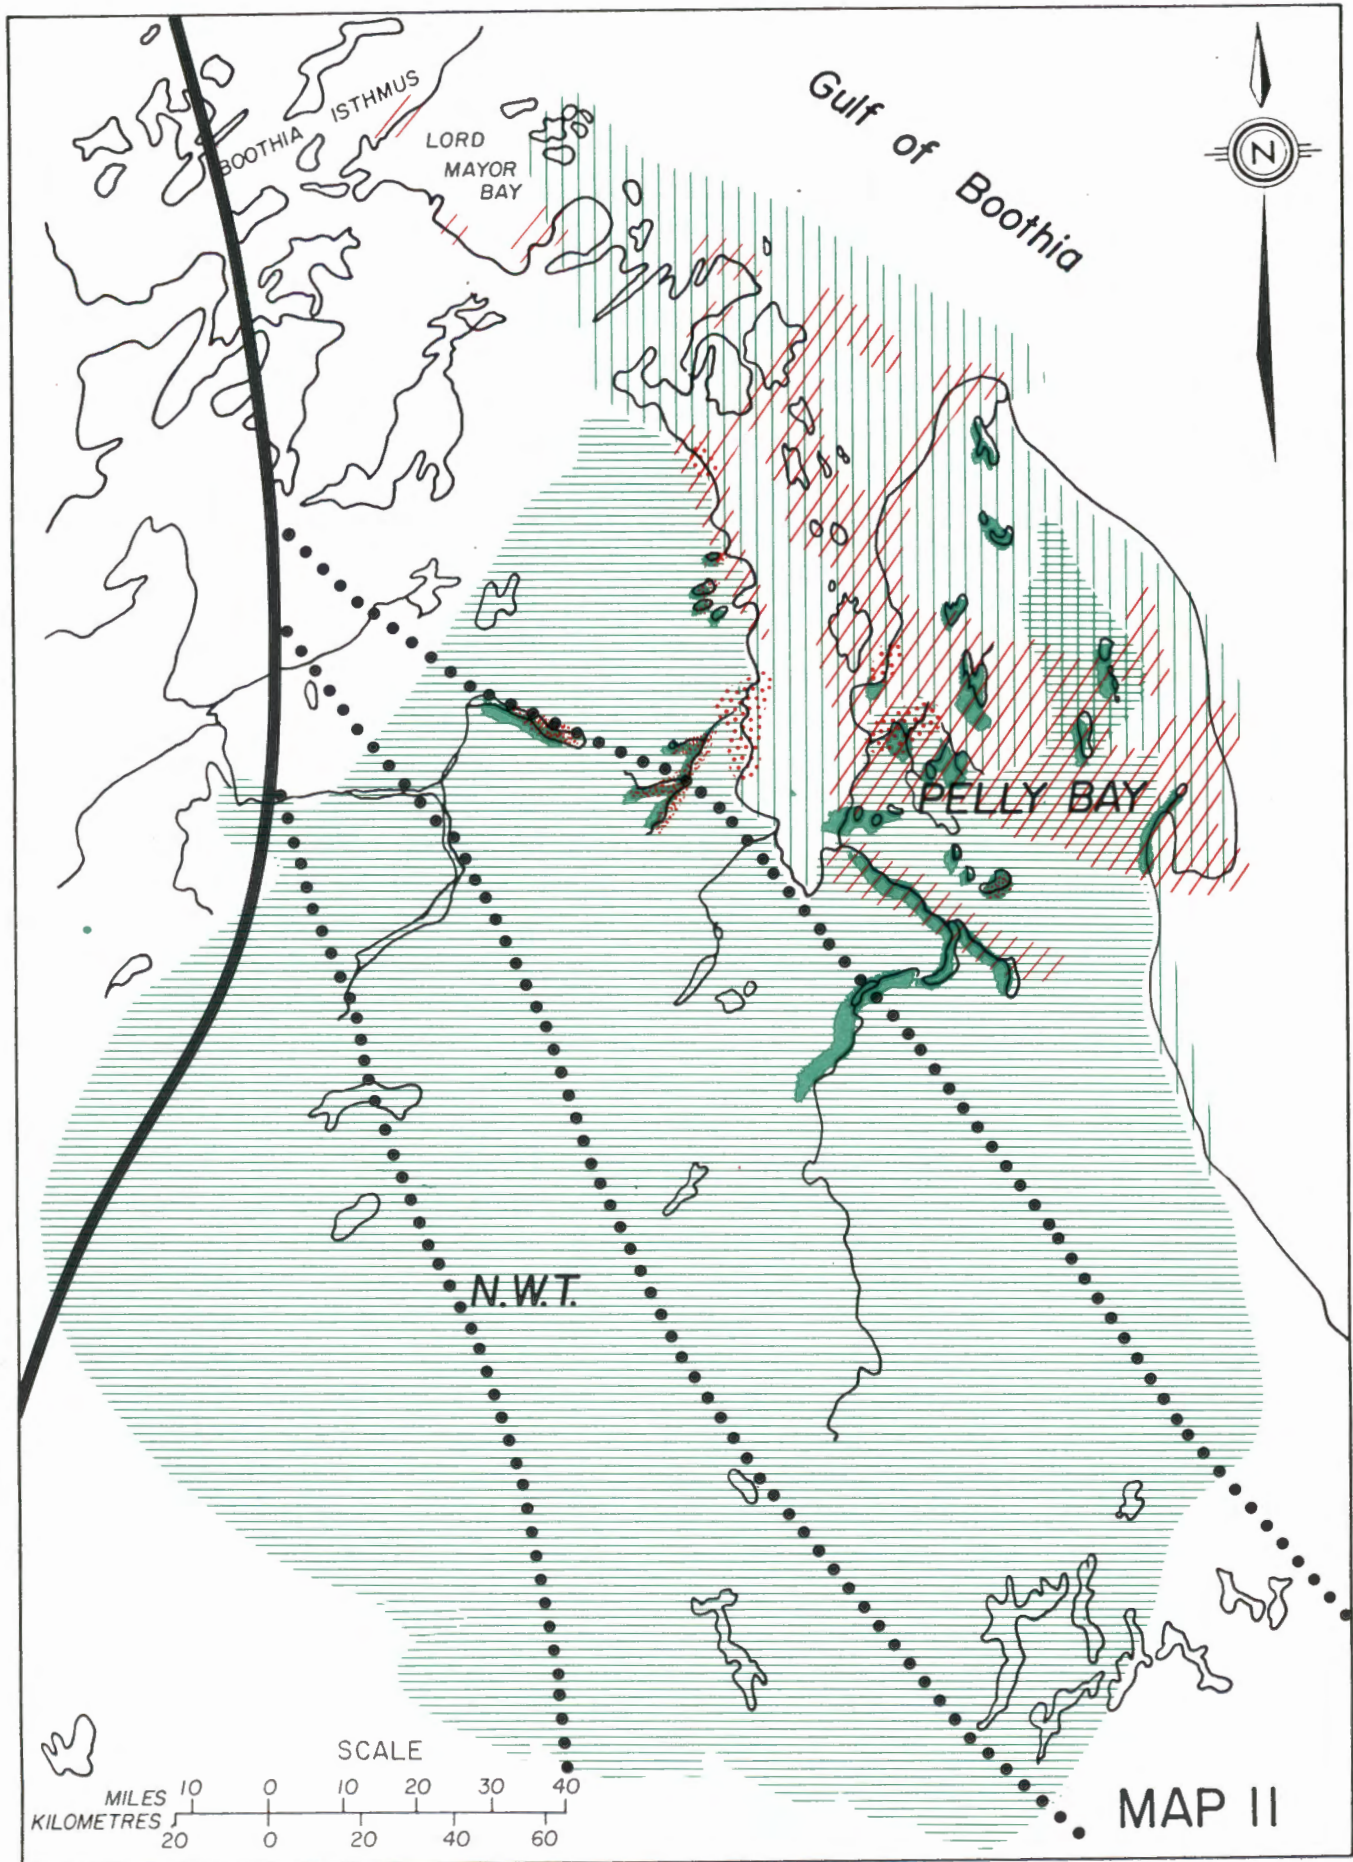 Gulf of Boothia
N
BOOTHIA ISTHMUS
LORD
MAYOR
BAY
PELLY BAY
N.W.T.
SCALE
MILES 10 0 10 20 30 40
KILOMETRES 20 0 20 40 60
MAP II